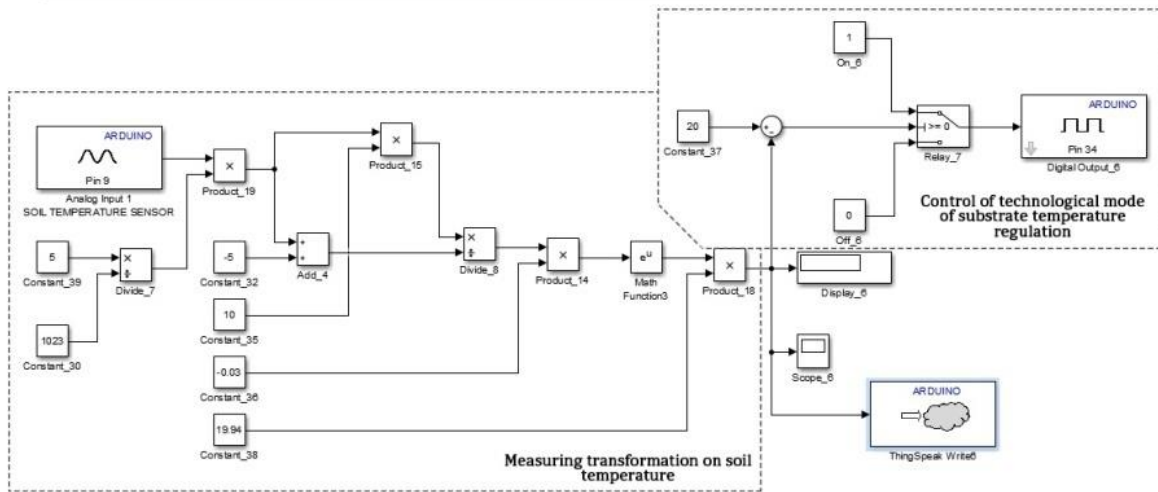 1
On_6
20
Constant_37
>= 0
Relay_7
ARDUINO
Pin 34
Digital Output_6
0
Off_6
Control of technological mode
of substrate temperature
regulation
ARDUINO
Pin 9
Analog Input 1
SOIL TEMPERATURE SENSOR
×
Product_19
×
Product_15
5
Constant_39
×
÷
Divide_7
1023
Constant_30
-5
Constant_32
+
+
Add_4
×
÷
Divide_8
×
Product_14
eᵘ
Math
Function3
×
Product_18
10
Constant_35
-0.03
Constant_36
19.94
Constant_38
Measuring transformation on soil
temperature
Display_6
Scope_6
ARDUINO
ThingSpeak Write6